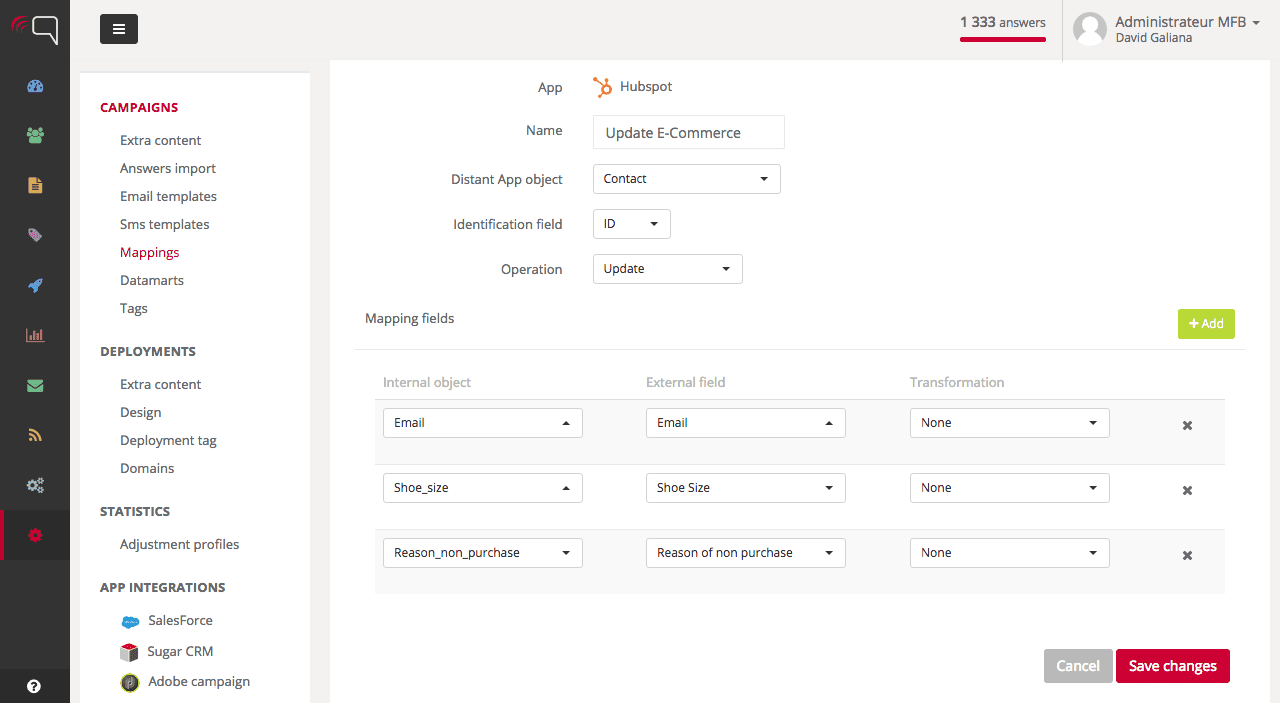 1 333 answers
Administrateur MFB
David Galiana
CAMPAIGNS
Extra content
Answers import
Email templates
Sms templates
Mappings
Datamarts
Tags
DEPLOYMENTS
Extra content
Design
Deployment tag
Domains
STATISTICS
Adjustment profiles
APP INTEGRATIONS
SalesForce
Sugar CRM
Adobe campaign
App Hubspot
Name Update E-Commerce
Distant App object Contact
Identification field ID
Operation Update
Mapping fields + Add
Internal object External field Transformation
Email Email None
Shoe_size Shoe Size None
Reason_non_purchase Reason of non purchase None
Cancel Save changes